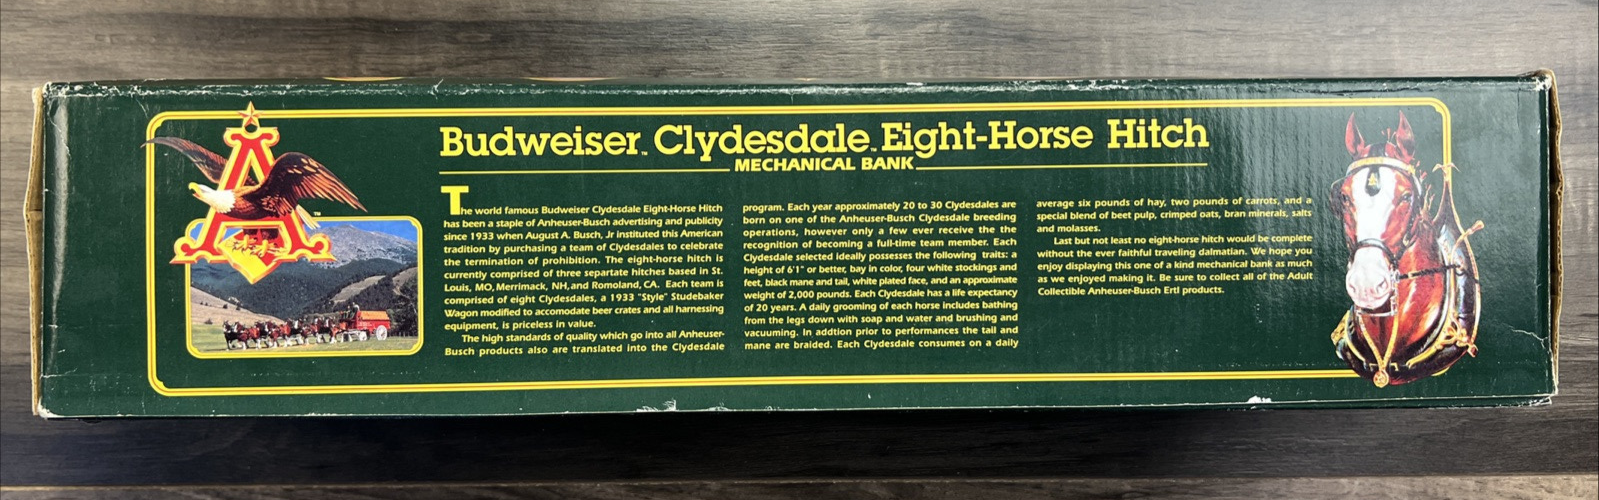 Budweiser™ Clydesdale™ Eight-Horse Hitch
MECHANICAL BANK
The world famous Budweiser Clydesdale Eight-Horse Hitch
has been a staple of Anheuser-Busch advertising and publicity
since 1933 when August A. Busch, Jr instituted this American
tradition by purchasing a team of Clydesdales to celebrate
the termination of prohibition. The eight-horse hitch is
currently comprised of three separtate hitches based in St.
Louis, MO, Merrimack, NH, and Romoland, CA. Each team is
comprised of eight Clydesdales, a 1933 "Style" Studebaker
Wagon modified to accomodate beer crates and all harnessing
equipment, is priceless in value.
The high standards of quality which go into all Anheuser-
Busch products also are translated into the Clydesdale
program. Each year approximately 20 to 30 Clydesdales are
born on one of the Anheuser-Busch Clydesdale breeding
operations, however only a few ever receive the the
recognition of becoming a full-time team member. Each
Clydesdale selected ideally possesses the following traits: a
height of 6'1" or better, bay in color, four white stockings and
feet, black mane and tail, white plated face, and an approximate
weight of 2,000 pounds. Each Clydesdale has a life expectancy
of 20 years. A daily grooming of each horse includes bathing
from the legs down with soap and water and brushing and
vacuuming. In addtion prior to performances the tail and
mane are braided. Each Clydesdale consumes on a daily
average six pounds of hay, two pounds of carrots, and a
special blend of beet pulp, crimped oats, bran minerals, salts
and molasses.
Last but not least no eight-horse hitch would be complete
without the ever faithful traveling dalmatian. We hope you
enjoy displaying this one of a kind mechanical bank as much
as we enjoyed making it. Be sure to collect all of the Adult
Collectible Anheuser-Busch Ertl products.
A
™